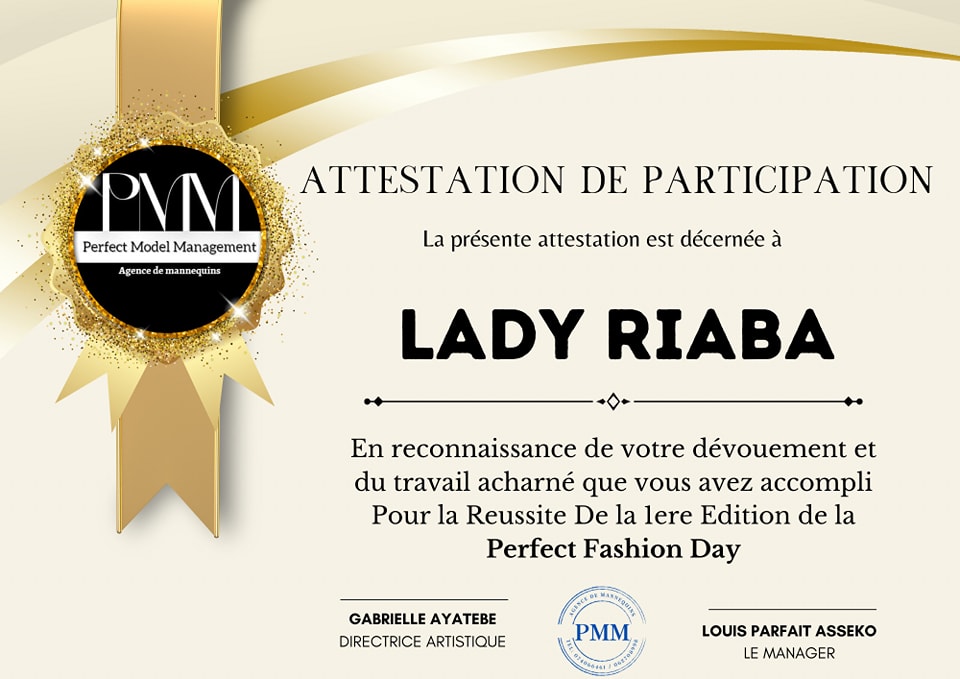 PMM
Perfect Model Management
Agence de mannequins
ATTESTATION DE PARTICIPATION
La présente attestation est décernée à
LADY RIABA
En reconnaissance de votre dévouement et
du travail acharné que vous avez accompli
Pour la Reussite De la 1ere Edition de la
Perfect Fashion Day
GABRIELLE AYATEBE
DIRECTRICE ARTISTIQUE
AGENCE DE MANNEQUINS
PMM
LOUIS PARFAIT ASSEKO
LE MANAGER